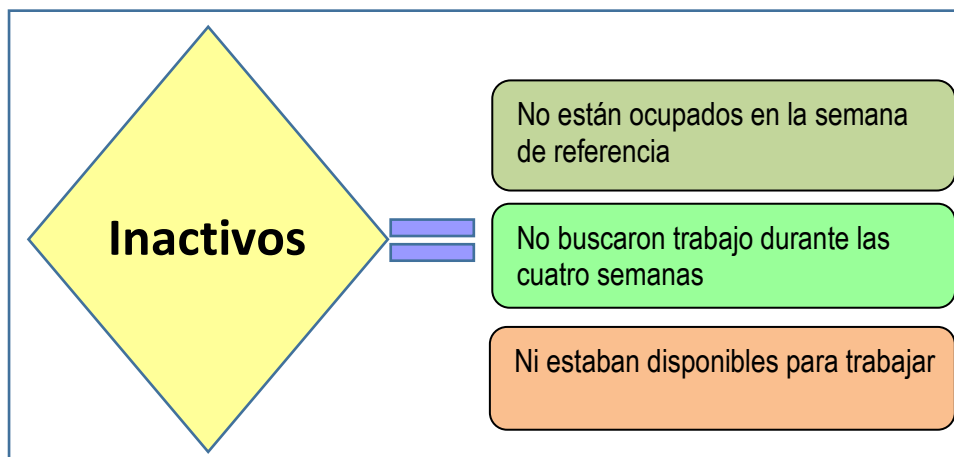 Inactivos
No están ocupados en la semana
de referencia
No buscaron trabajo durante las
cuatro semanas
Ni estaban disponibles para trabajar